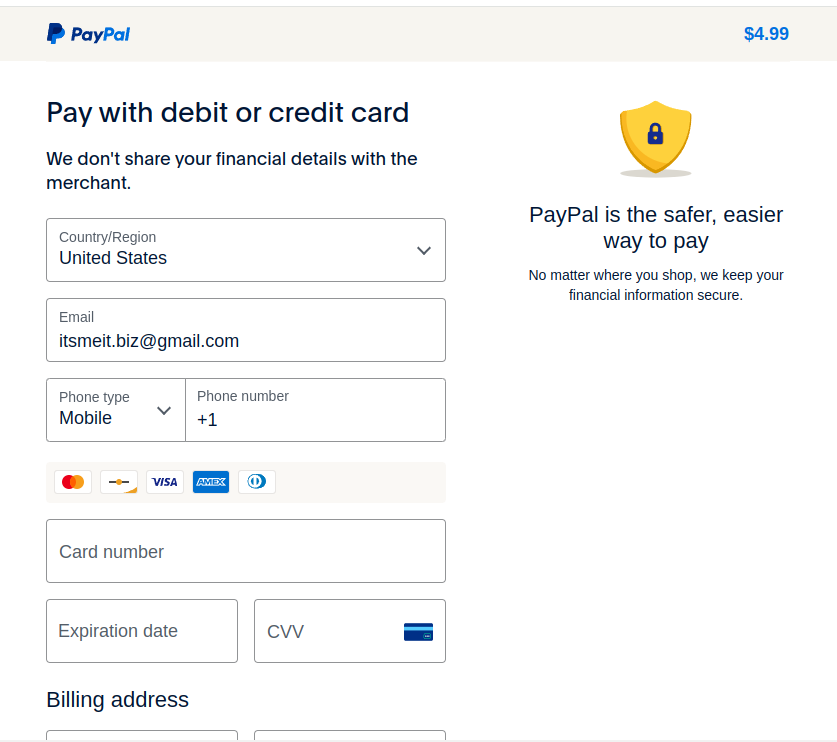 PayPal
$4.99
Pay with debit or credit card
We don't share your financial details with the
merchant.
Country/Region
United States
Email
itsmeit.biz@gmail.com
Phone type
Mobile
Phone number
+1
VISA
AMEX
Card number
Expiration date
CVV
Billing address
PayPal is the safer, easier
way to pay
No matter where you shop, we keep your
financial information secure.